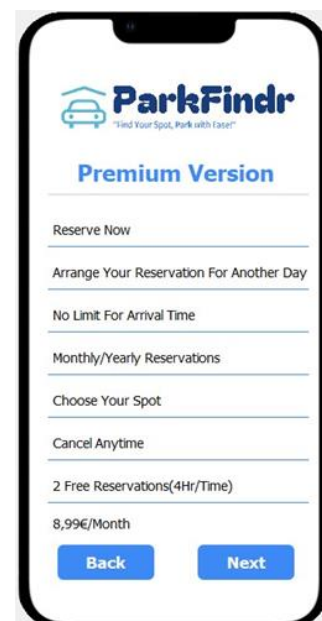 ParkFindr
"Find Your Spot, Park with Ease!"
Premium Version
Reserve Now
Arrange Your Reservation For Another Day
No Limit For Arrival Time
Monthly/Yearly Reservations
Choose Your Spot
Cancel Anytime
2 Free Reservations(4Hr/Time)
8,99€/Month
Back Next